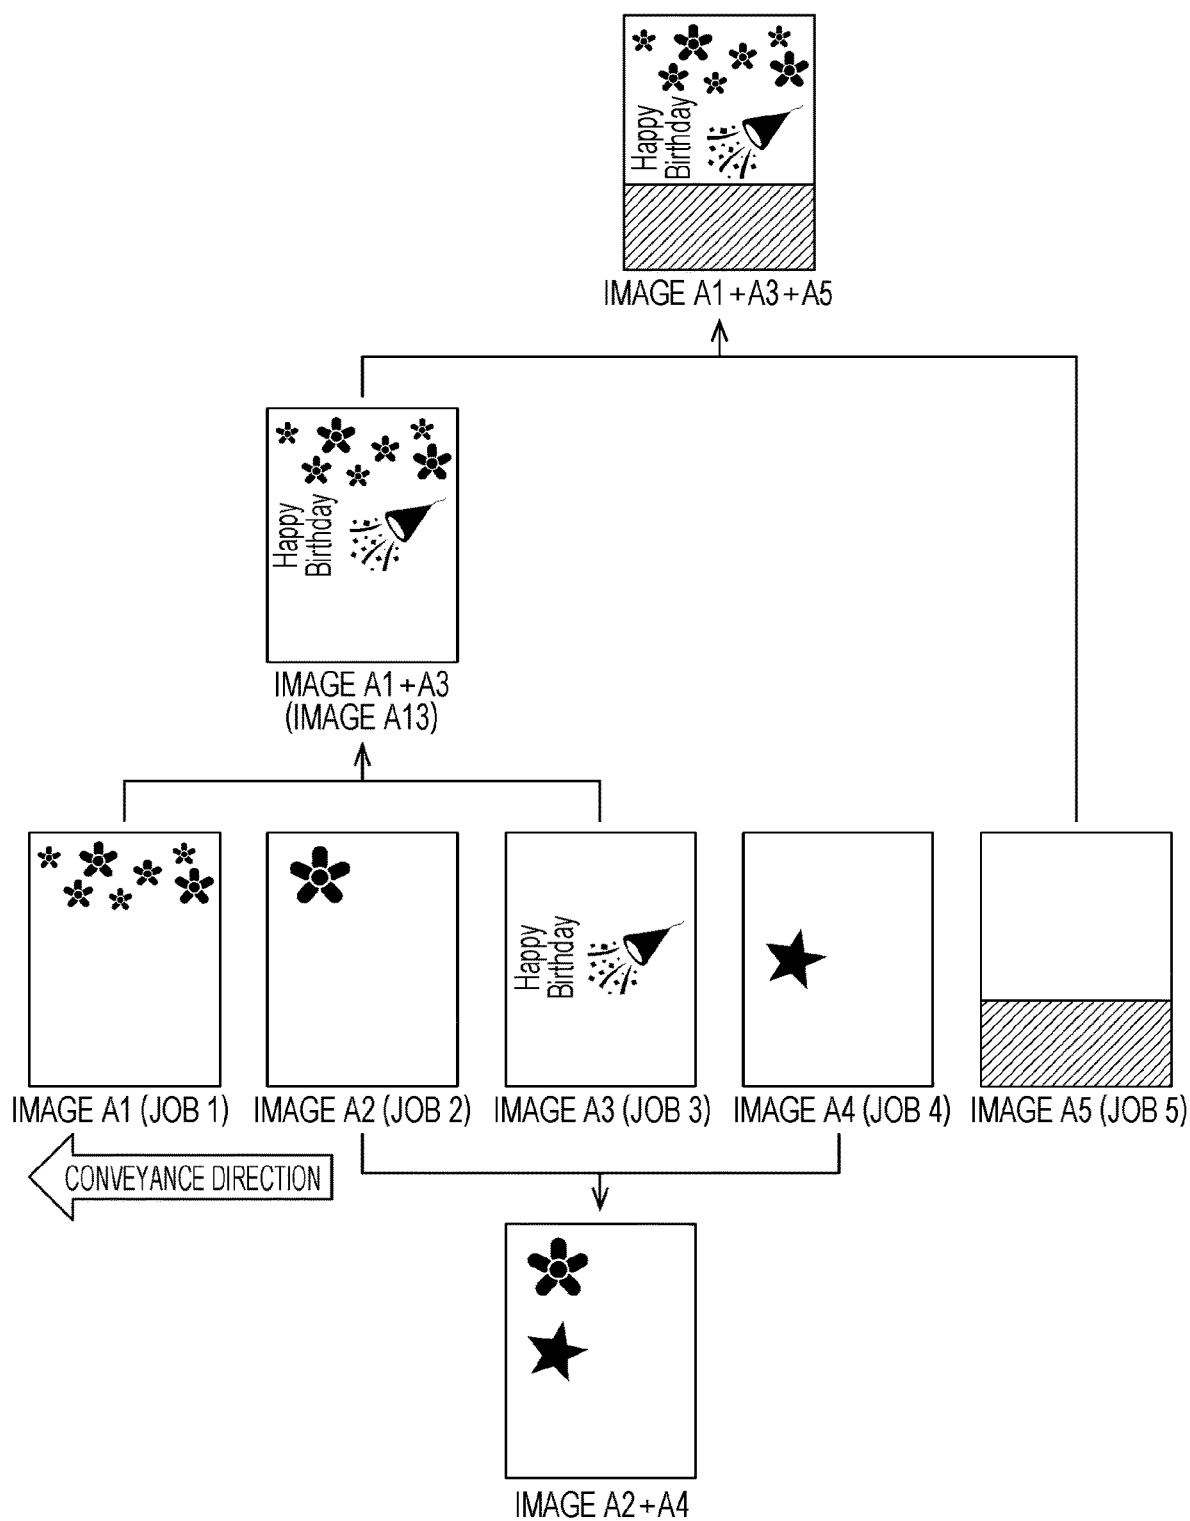 Happy
Birthday
IMAGE A1+A3+A5
Happy
Birthday
IMAGE A1+A3
(IMAGE A13)
Happy
Birthday
IMAGE A1 (JOB 1)
IMAGE A2 (JOB 2)
IMAGE A3 (JOB 3)
IMAGE A4 (JOB 4)
IMAGE A5 (JOB 5)
CONVEYANCE DIRECTION
IMAGE A2+A4